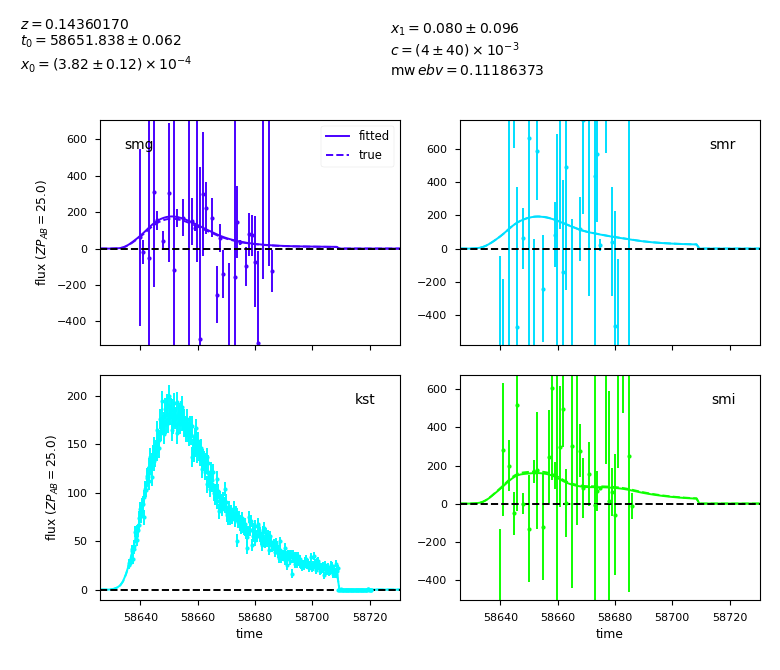 z = 0.14360170
t₀ = 58651.838 ± 0.062
x₀ = (3.82 ± 0.12) × 10⁻⁴
x₁ = 0.080 ± 0.096
c = (4 ± 40) × 10⁻³
mw ebv = 0.11186373
smg
fitted
true
flux (ZP_AB = 25.0)
600
400
200
0
−200
−400
smr
600
400
200
0
−200
−400
kst
flux (ZP_AB = 25.0)
200
150
100
50
0
58640 58660 58680 58700 58720
time
smi
600
400
200
0
−200
−400
58640 58660 58680 58700 58720
time